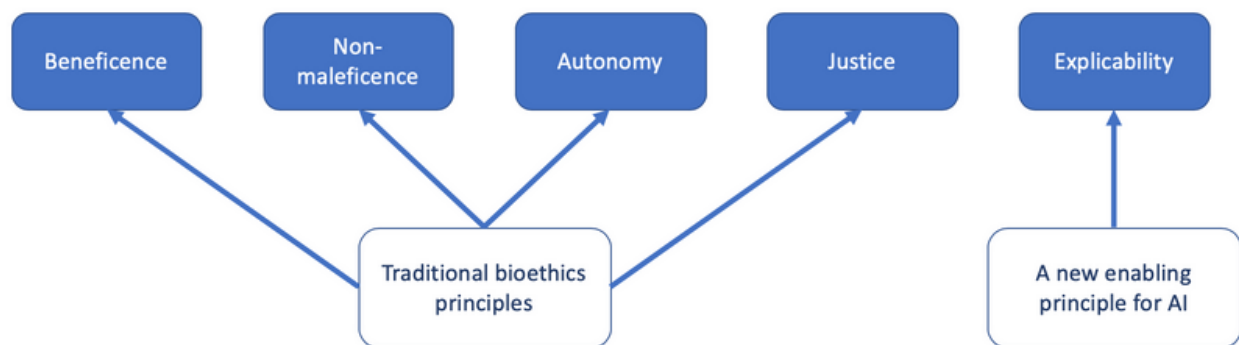 Beneficence
Non-
maleficence
Autonomy
Justice
Explicability
Traditional bioethics
principles
A new enabling
principle for AI